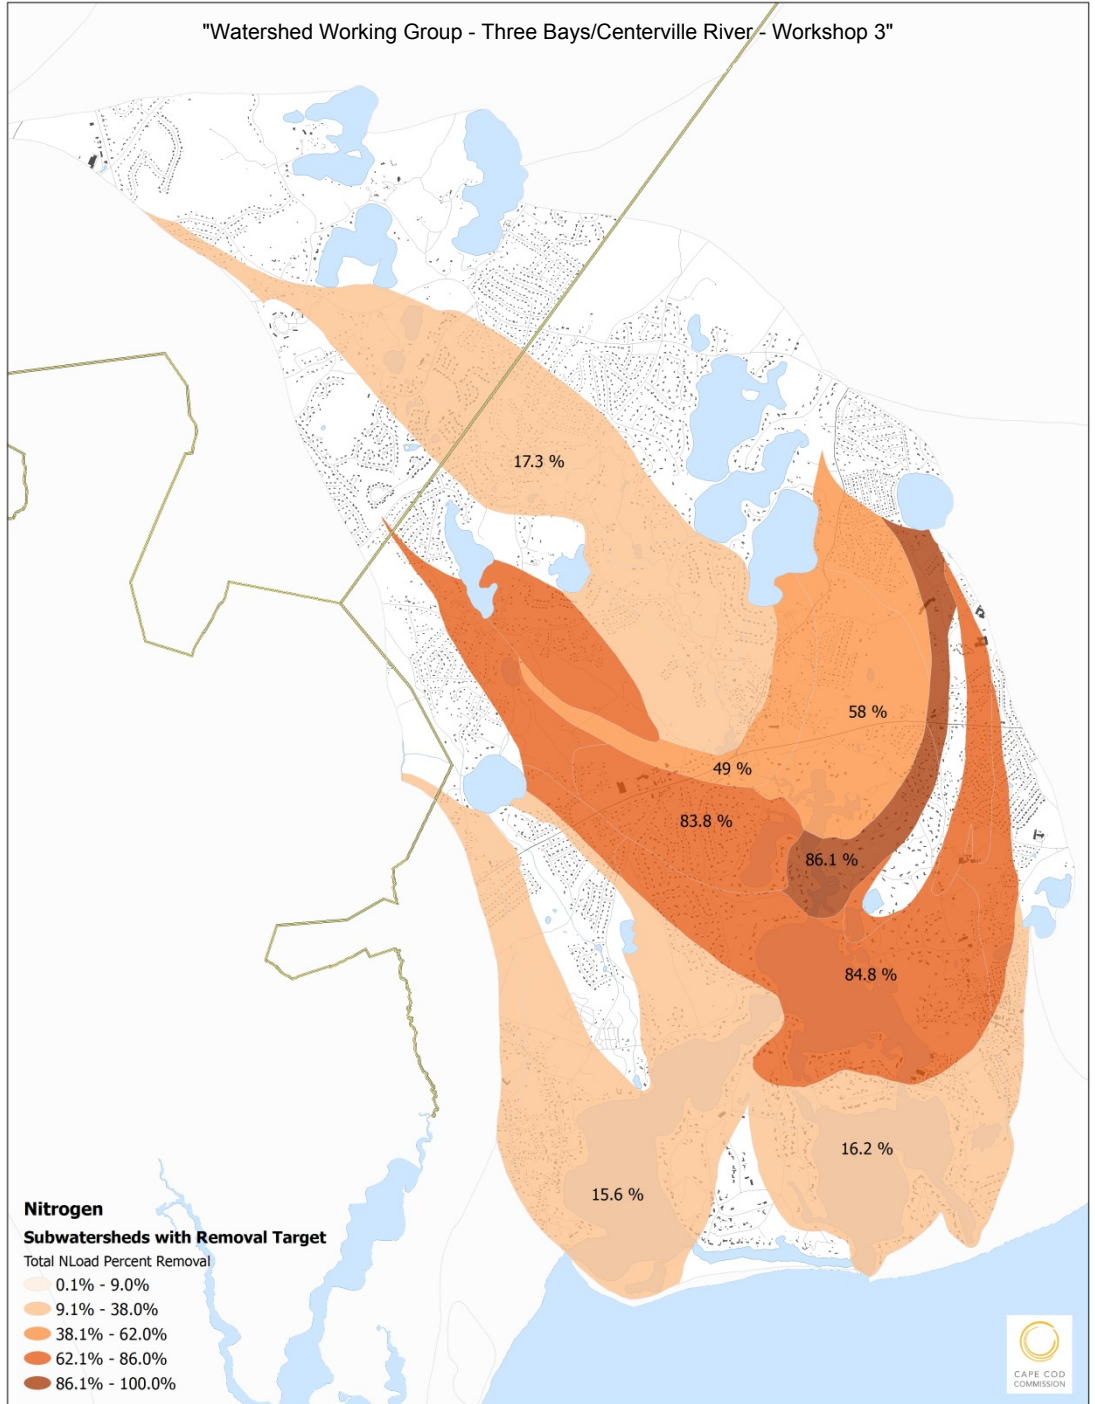 "Watershed Working Group - Three Bays/Centerville River - Workshop 3"
17.3 %
58 %
49 %
83.8 %
86.1 %
84.8 %
16.2 %
15.6 %
Nitrogen
Subwatersheds with Removal Target
Total NLoad Percent Removal
0.1% - 9.0%
9.1% - 38.0%
38.1% - 62.0%
62.1% - 86.0%
86.1% - 100.0%
CAPE COD
COMMISSION